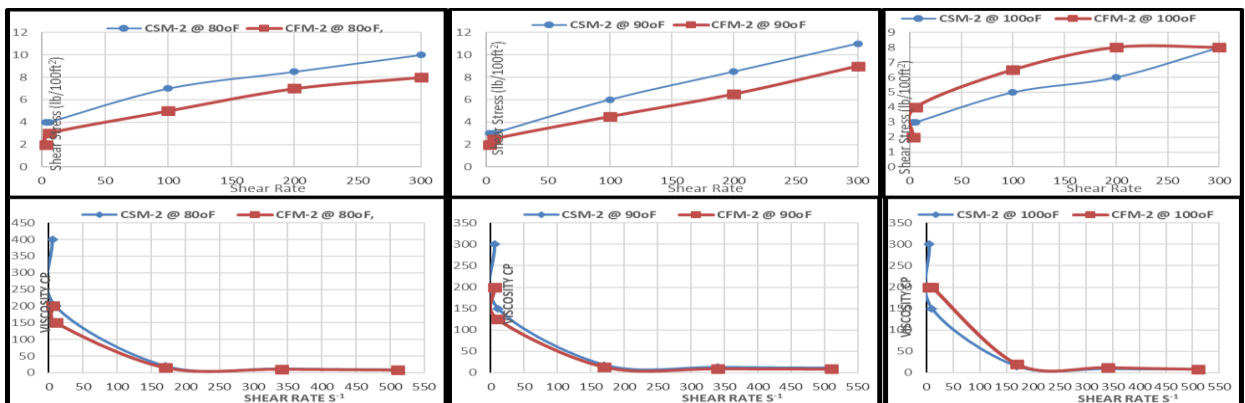 CSM-2 @ 80oF CFM-2 @ 80oF,
Shear Stress (lb/100ft²)
12
10
8
6
4
2
0
0 50 100 150 200 250 300
Shear Rate
CSM-2 @ 90oF CFM-2 @ 90oF
Shear Stress (lb/100ft²)
12
10
8
6
4
2
0
0 50 100 150 200 250 300
Shear Rate
CSM-2 @ 100oF CFM-2 @ 100oF
Shear Stress (lb/100ft²)
9
8
7
6
5
4
3
2
1
0
0 50 100 150 200 250 300
Shear Rate
CSM-2 @ 80oF CFM-2 @ 80oF,
VISCOSITY CP
450
400
350
300
250
200
150
100
50
0
0 50 100 150 200 250 300 350 400 450 500 550
SHEAR RATE S⁻¹
CSM-2 @ 90oF CFM-2 @ 90oF
VISCOSITY CP
350
300
250
200
150
100
50
0
0 50 100 150 200 250 300 350 400 450 500 550
SHEAR RATE S⁻¹
CSM-2 @ 100oF CFM-2 @ 100oF
VISCOSITY CP
350
300
250
200
150
100
50
0
0 50 100 150 200 250 300 350 400 450 500 550
SHEAR RATE S⁻¹